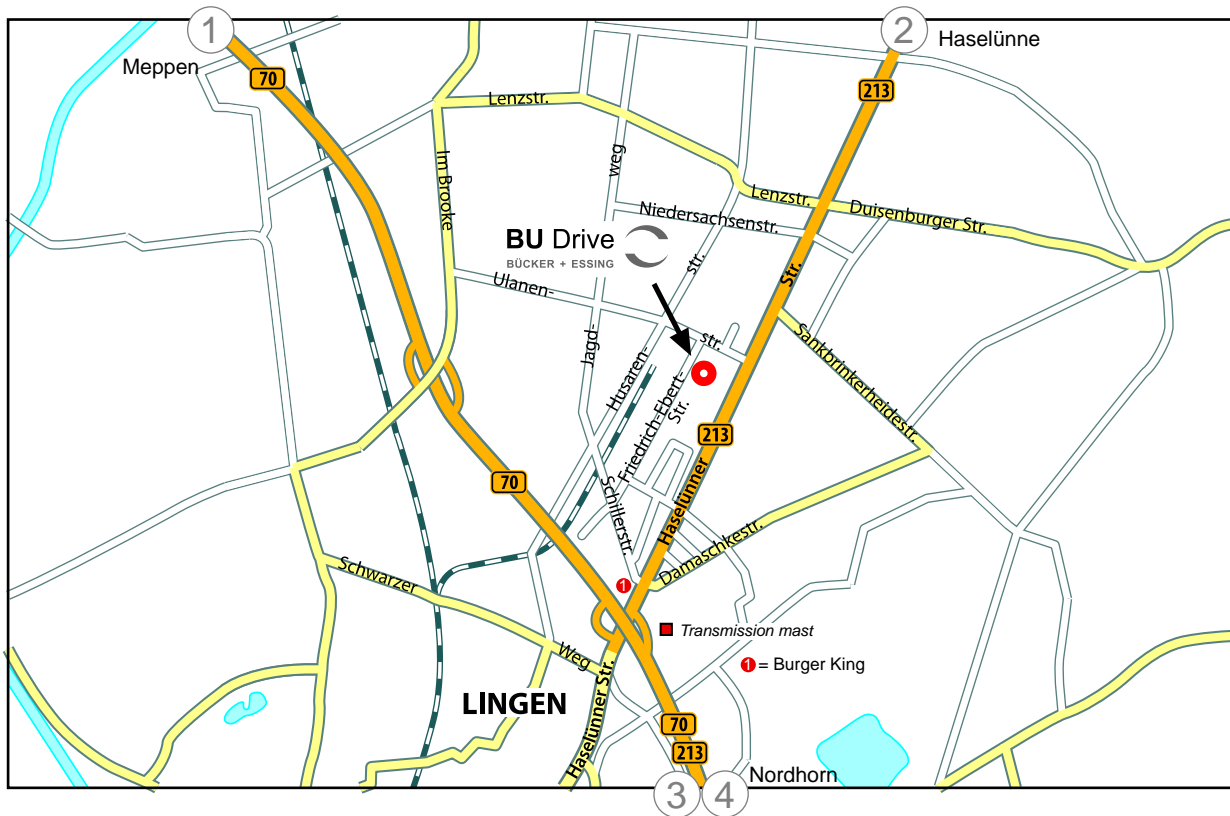 1
2
Haselünne
Meppen
70
213
Lenzstr.
weg
Im Brooke
Lenzstr.
Duisenburger Str.
Niedersachsenstr.
BU Drive
BÜCKER + ESSING
str.
Ulanen-
Str.
Jagd-
str.
Sankbrinkerheidestr.
Husaren-
Friedrich-Ebert-
Str.
213
70
Haselünner
Schillerstr.
Damaschkestr.
Schwarzer
1
Transmission mast
Weg
1 = Burger King
LINGEN
Haselünner Str.
70
213
Nordhorn
3
4